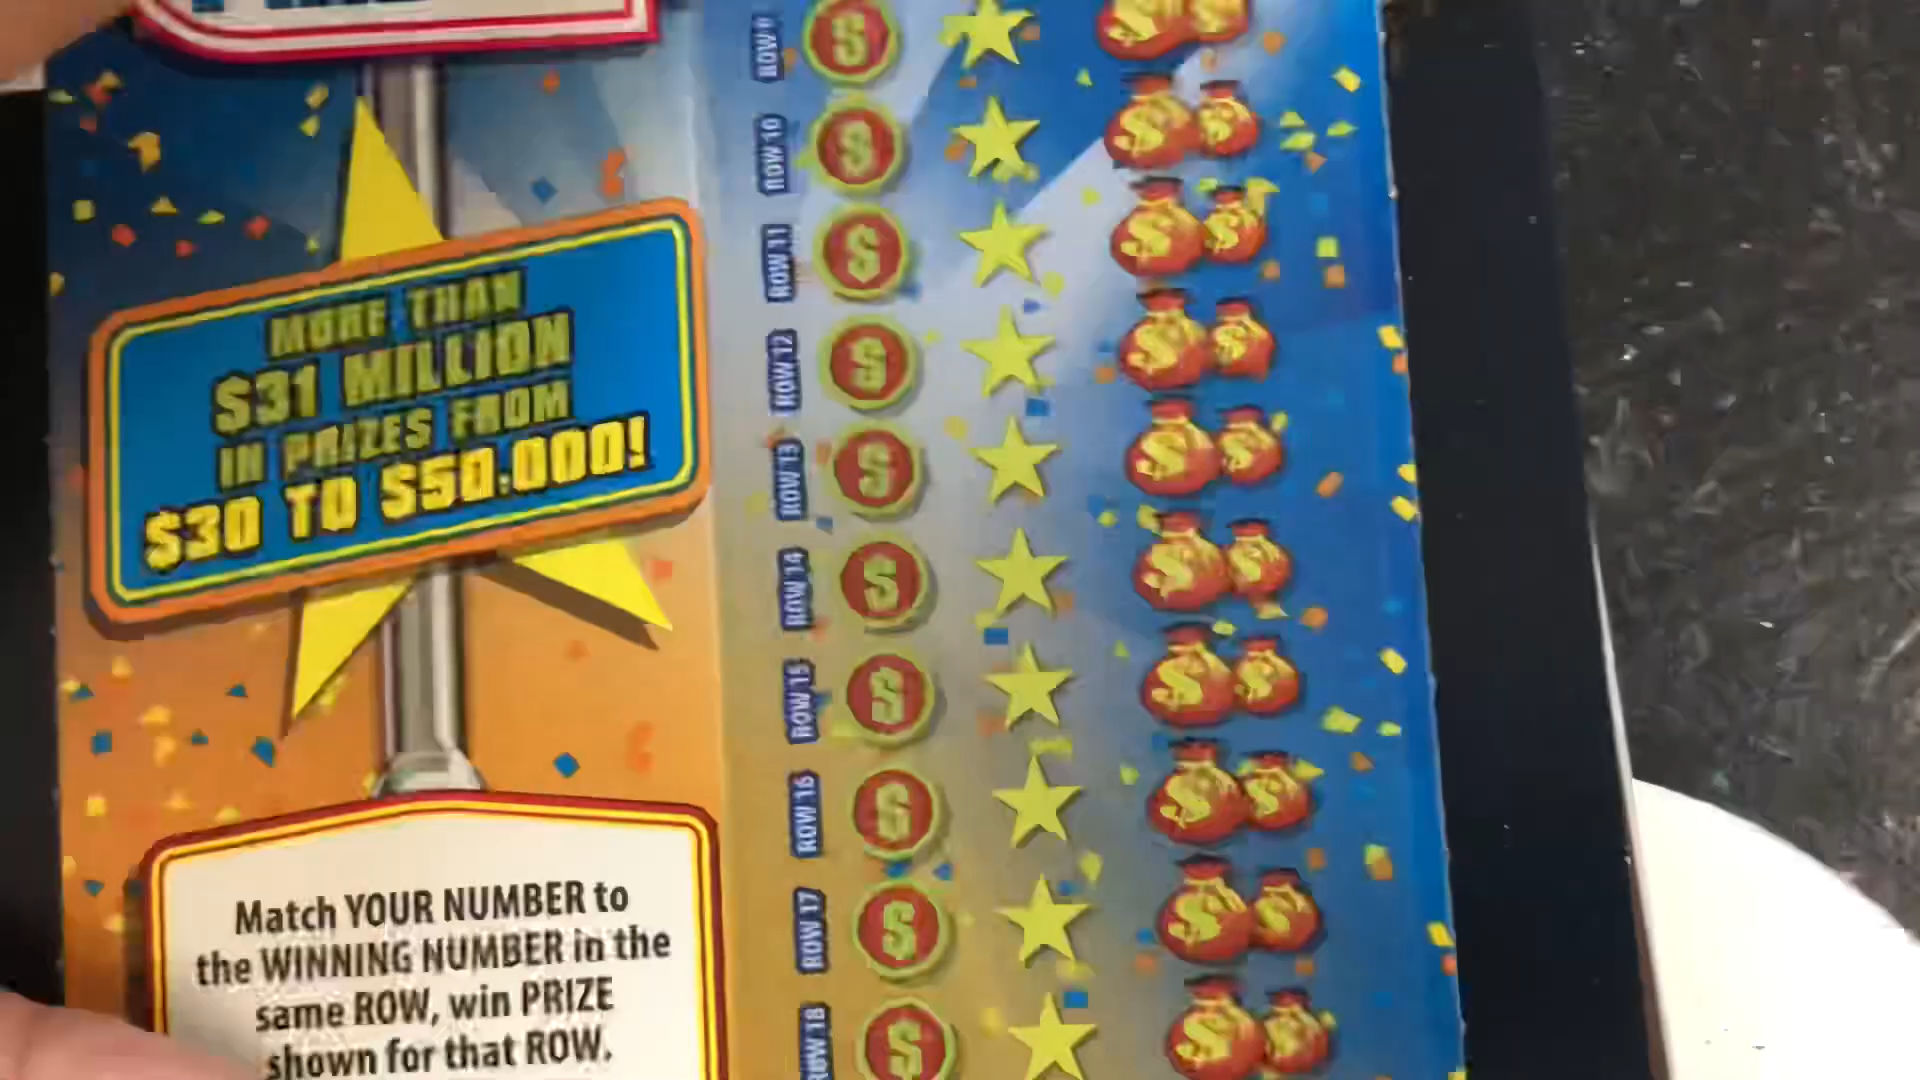 MORE THAN
$31 MILLION
IN PRIZES FROM
$30 TO $50,000!
Match YOUR NUMBER to
the WINNING NUMBER in the
same ROW, win PRIZE
shown for that ROW.
ROW 9
ROW 10
ROW 11
ROW 12
ROW 13
ROW 14
ROW 15
ROW 16
ROW 17
ROW 18